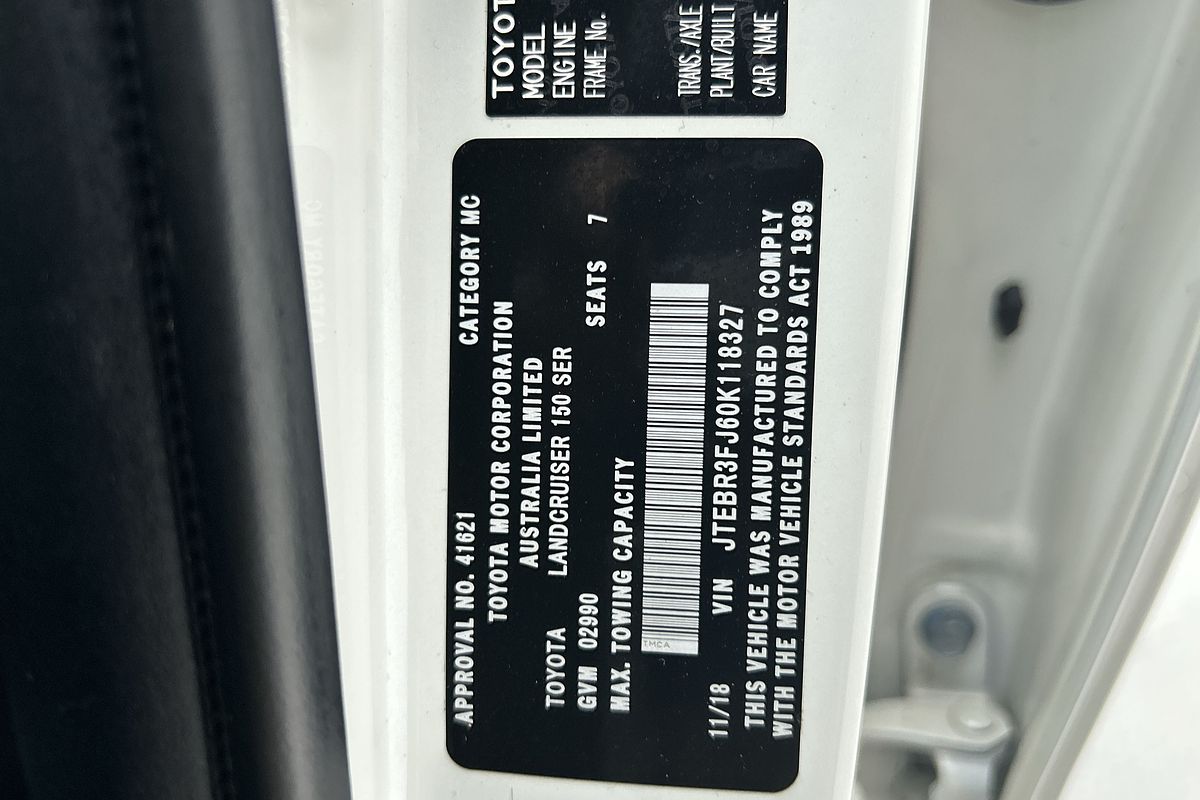 APPROVAL NO. 41621 CATEGORY MC
TOYOTA MOTOR CORPORATION
AUSTRALIA LIMITED
TOYOTA LANDCRUISER 150 SER
GVM 02990 SEATS 7
MAX. TOWING CAPACITY
TMCA
11/18 VIN JTEBR3FJ60K118327
THIS VEHICLE WAS MANUFACTURED TO COMPLY
WITH THE MOTOR VEHICLE STANDARDS ACT 1989
TOYOT
MODEL
ENGINE
FRAME No.
TRANS./AXLE
PLANT/BUILT
CAR NAME